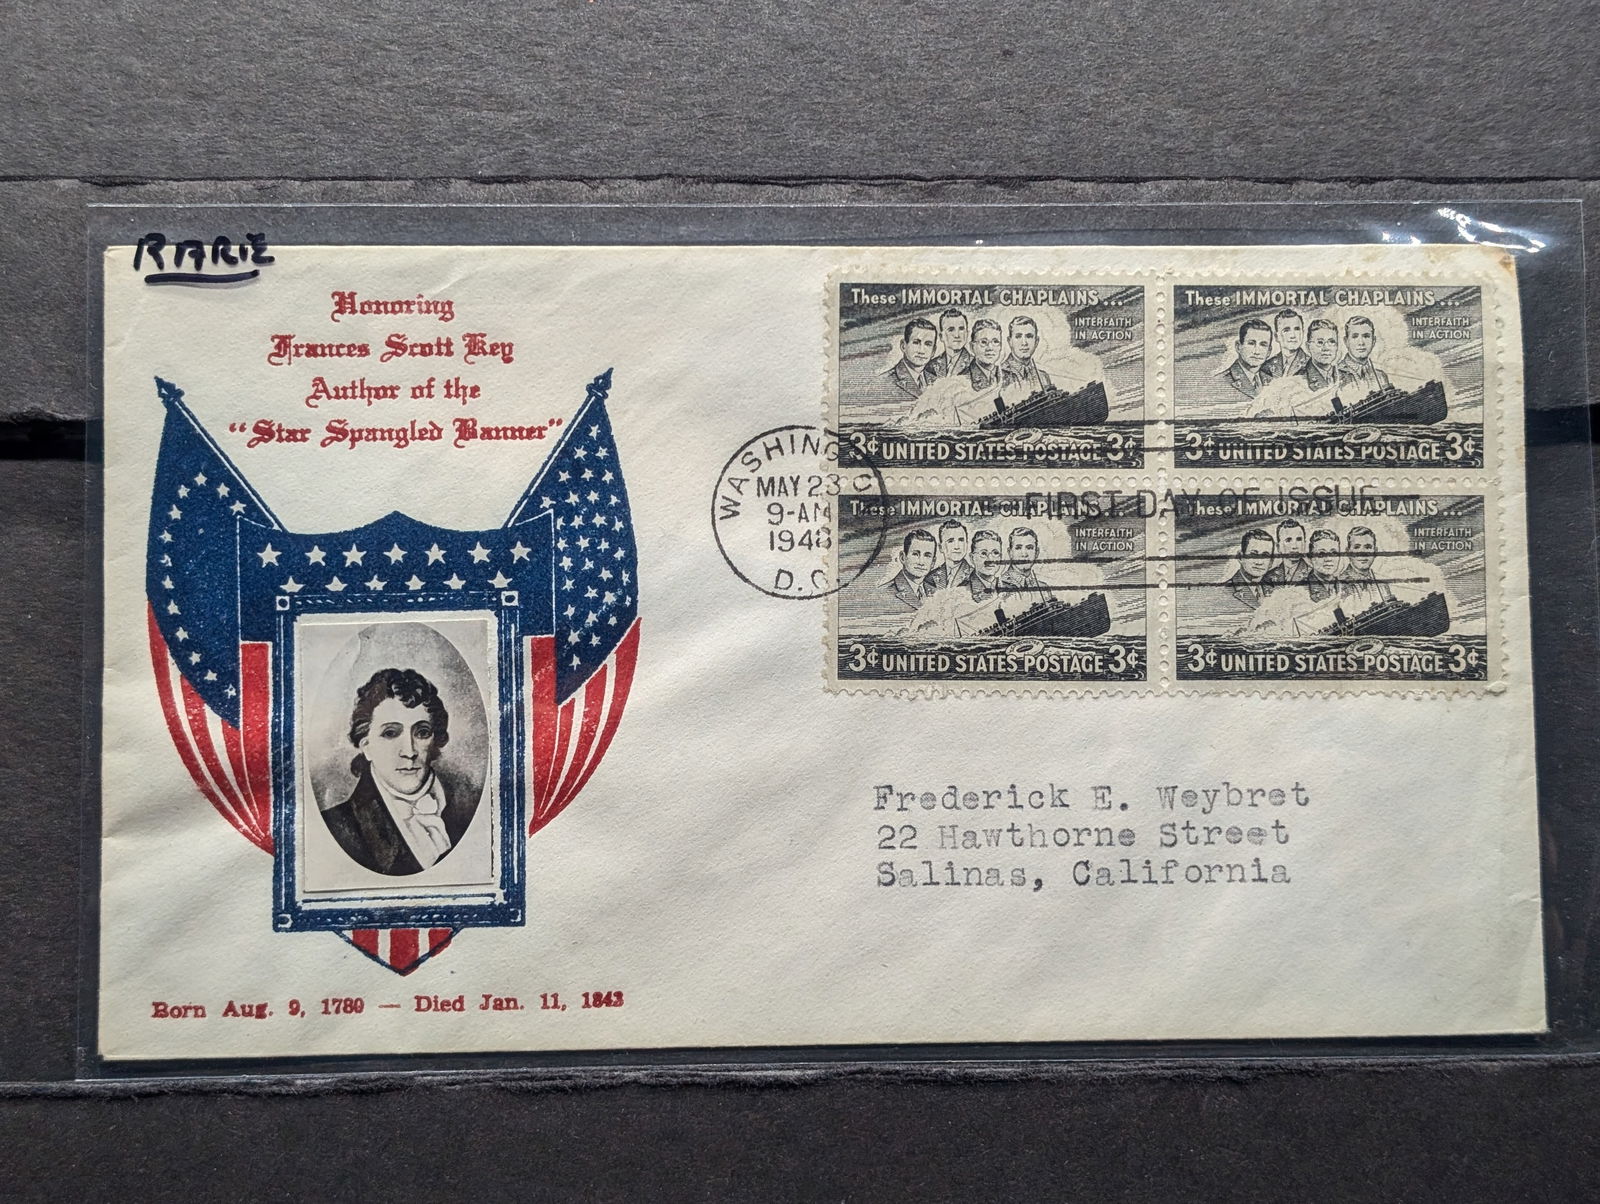 RARE
Honoring
Frances Scott Key
Author of the
"Star Spangled Banner"
Born Aug. 9, 1780 — Died Jan. 11, 1843
These IMMORTAL CHAPLAINS...
INTERFAITH
IN ACTION
3¢ UNITED STATES POSTAGE 3¢
These IMMORTAL CHAPLAINS...
INTERFAITH
IN ACTION
3¢ UNITED STATES POSTAGE 3¢
WASHING
MAY 28
9-AM
1948
D.C.
FIRST DAY OF ISSUE
These IMMORTAL CHAPLAINS...
INTERFAITH
IN ACTION
3¢ UNITED STATES POSTAGE 3¢
These IMMORTAL CHAPLAINS...
INTERFAITH
IN ACTION
3¢ UNITED STATES POSTAGE 3¢
Frederick E. Weybret
22 Hawthorne Street
Salinas, California